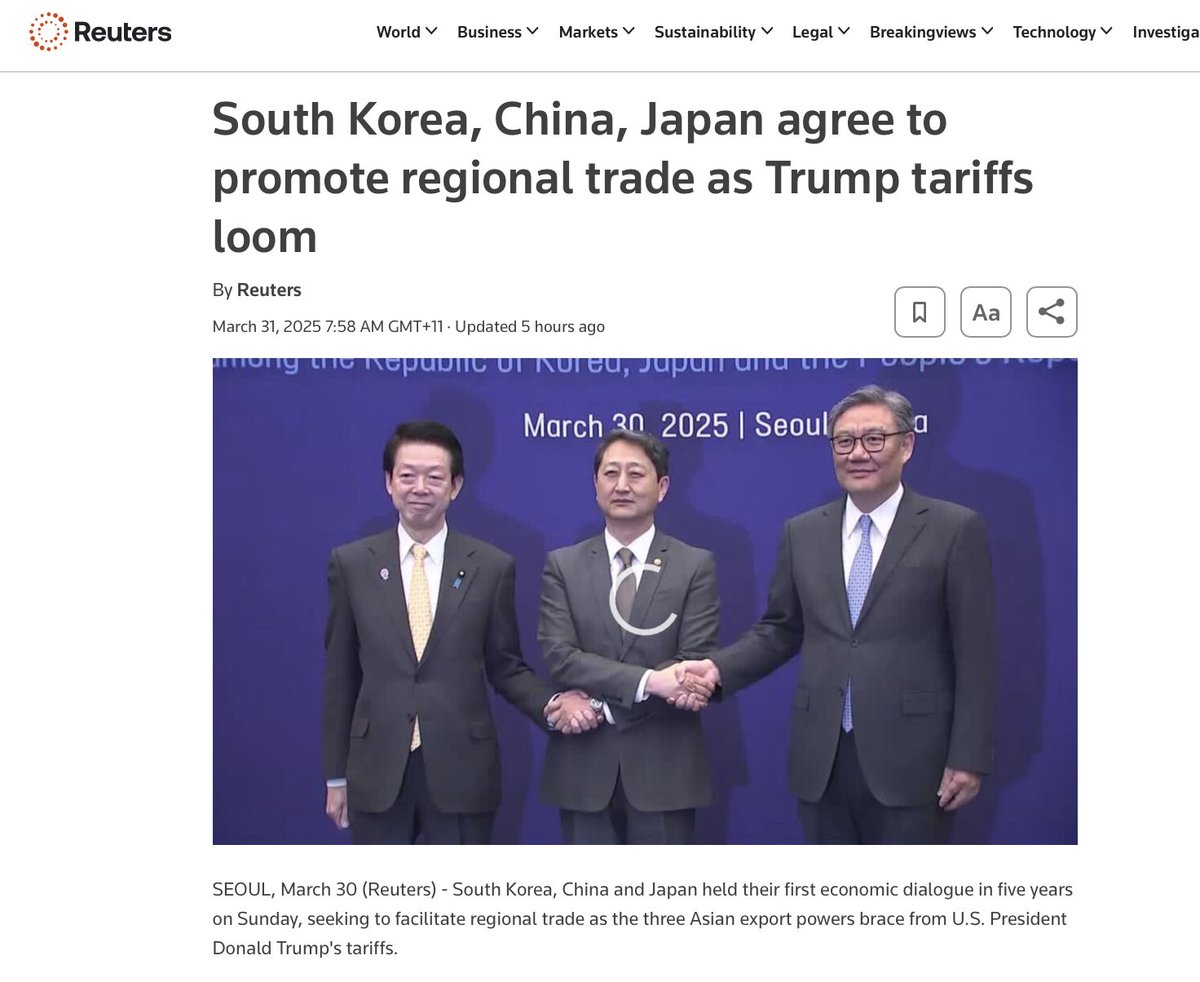 Reuters
World Business Markets Sustainability Legal Breakingviews Technology Investiga
South Korea, China, Japan agree to
promote regional trade as Trump tariffs
loom
By Reuters
March 31, 2025 7:58 AM GMT+11 · Updated 5 hours ago
Aa
among the Republic of Korea, Japan and the People's Rep
March 30, 2025 | Seoul a
SEOUL, March 30 (Reuters) - South Korea, China and Japan held their first economic dialogue in five years
on Sunday, seeking to facilitate regional trade as the three Asian export powers brace from U.S. President
Donald Trump's tariffs.